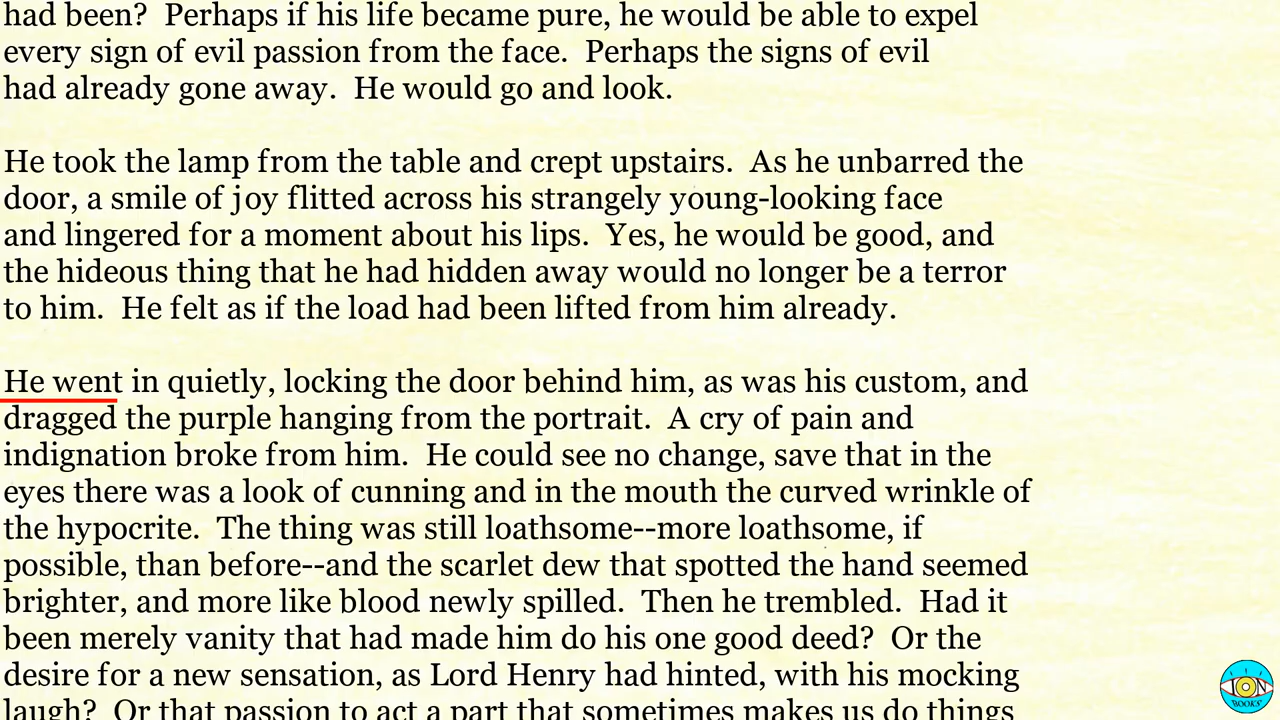 had been?  Perhaps if his life became pure, he would be able to expel
every sign of evil passion from the face.  Perhaps the signs of evil
had already gone away.  He would go and look.
He took the lamp from the table and crept upstairs.  As he unbarred the
door, a smile of joy flitted across his strangely young-looking face
and lingered for a moment about his lips.  Yes, he would be good, and
the hideous thing that he had hidden away would no longer be a terror
to him.  He felt as if the load had been lifted from him already.
He went in quietly, locking the door behind him, as was his custom, and
dragged the purple hanging from the portrait.  A cry of pain and
indignation broke from him.  He could see no change, save that in the
eyes there was a look of cunning and in the mouth the curved wrinkle of
the hypocrite.  The thing was still loathsome--more loathsome, if
possible, than before--and the scarlet dew that spotted the hand seemed
brighter, and more like blood newly spilled.  Then he trembled.  Had it
been merely vanity that had made him do his one good deed?  Or the
desire for a new sensation, as Lord Henry had hinted, with his mocking
laugh?  Or that passion to act a part that sometimes makes us do things
ION
BOOKS